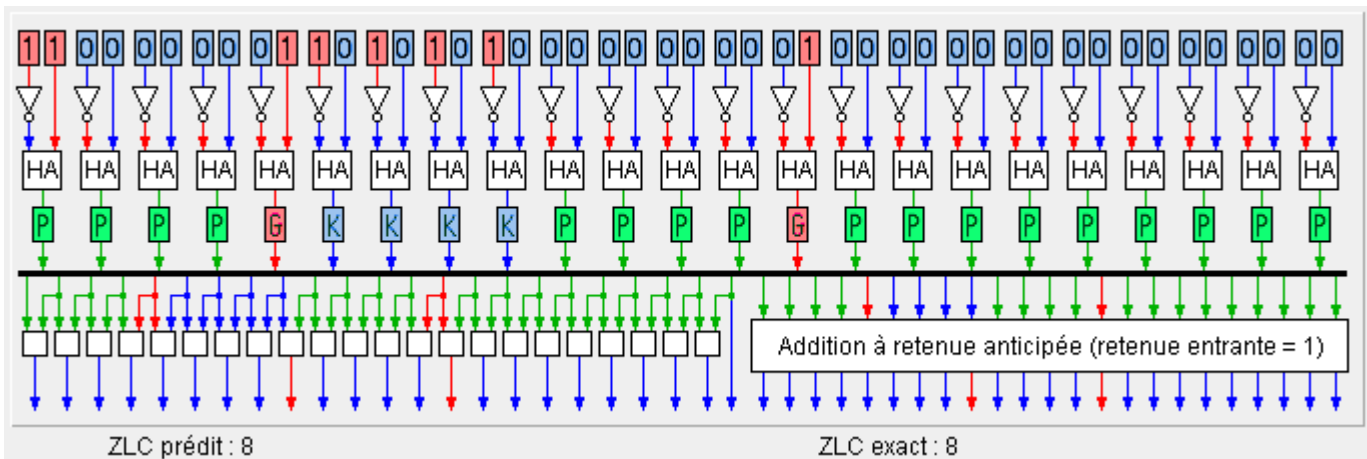 1 1 0 0 0 0 0 0 0 1 1 0 1 0 1 0 1 0 0 0 0 0 0 0 0 0 0 1 0 0 0 0 0 0 0 0 0 0 0 0 0 0 0 0 0 0
HA HA HA HA HA HA HA HA HA HA HA HA HA HA HA HA HA HA HA HA HA HA HA
P P P P G K K K K P P P P G P P P P P P P P P
Addition à retenue anticipée (retenue entrante = 1)
ZLC prédit : 8 ZLC exact : 8